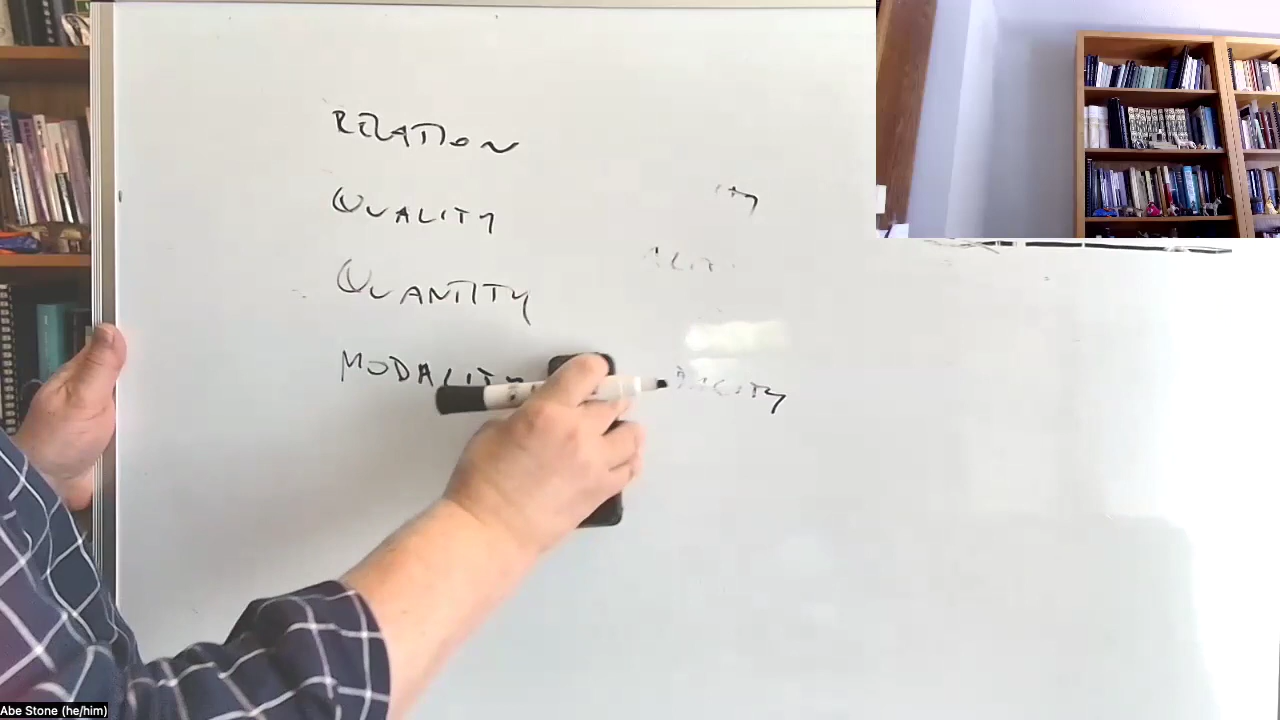 RELATION
QUALITY
QUANTITY
MODALITY
Abe Stone (he/him)